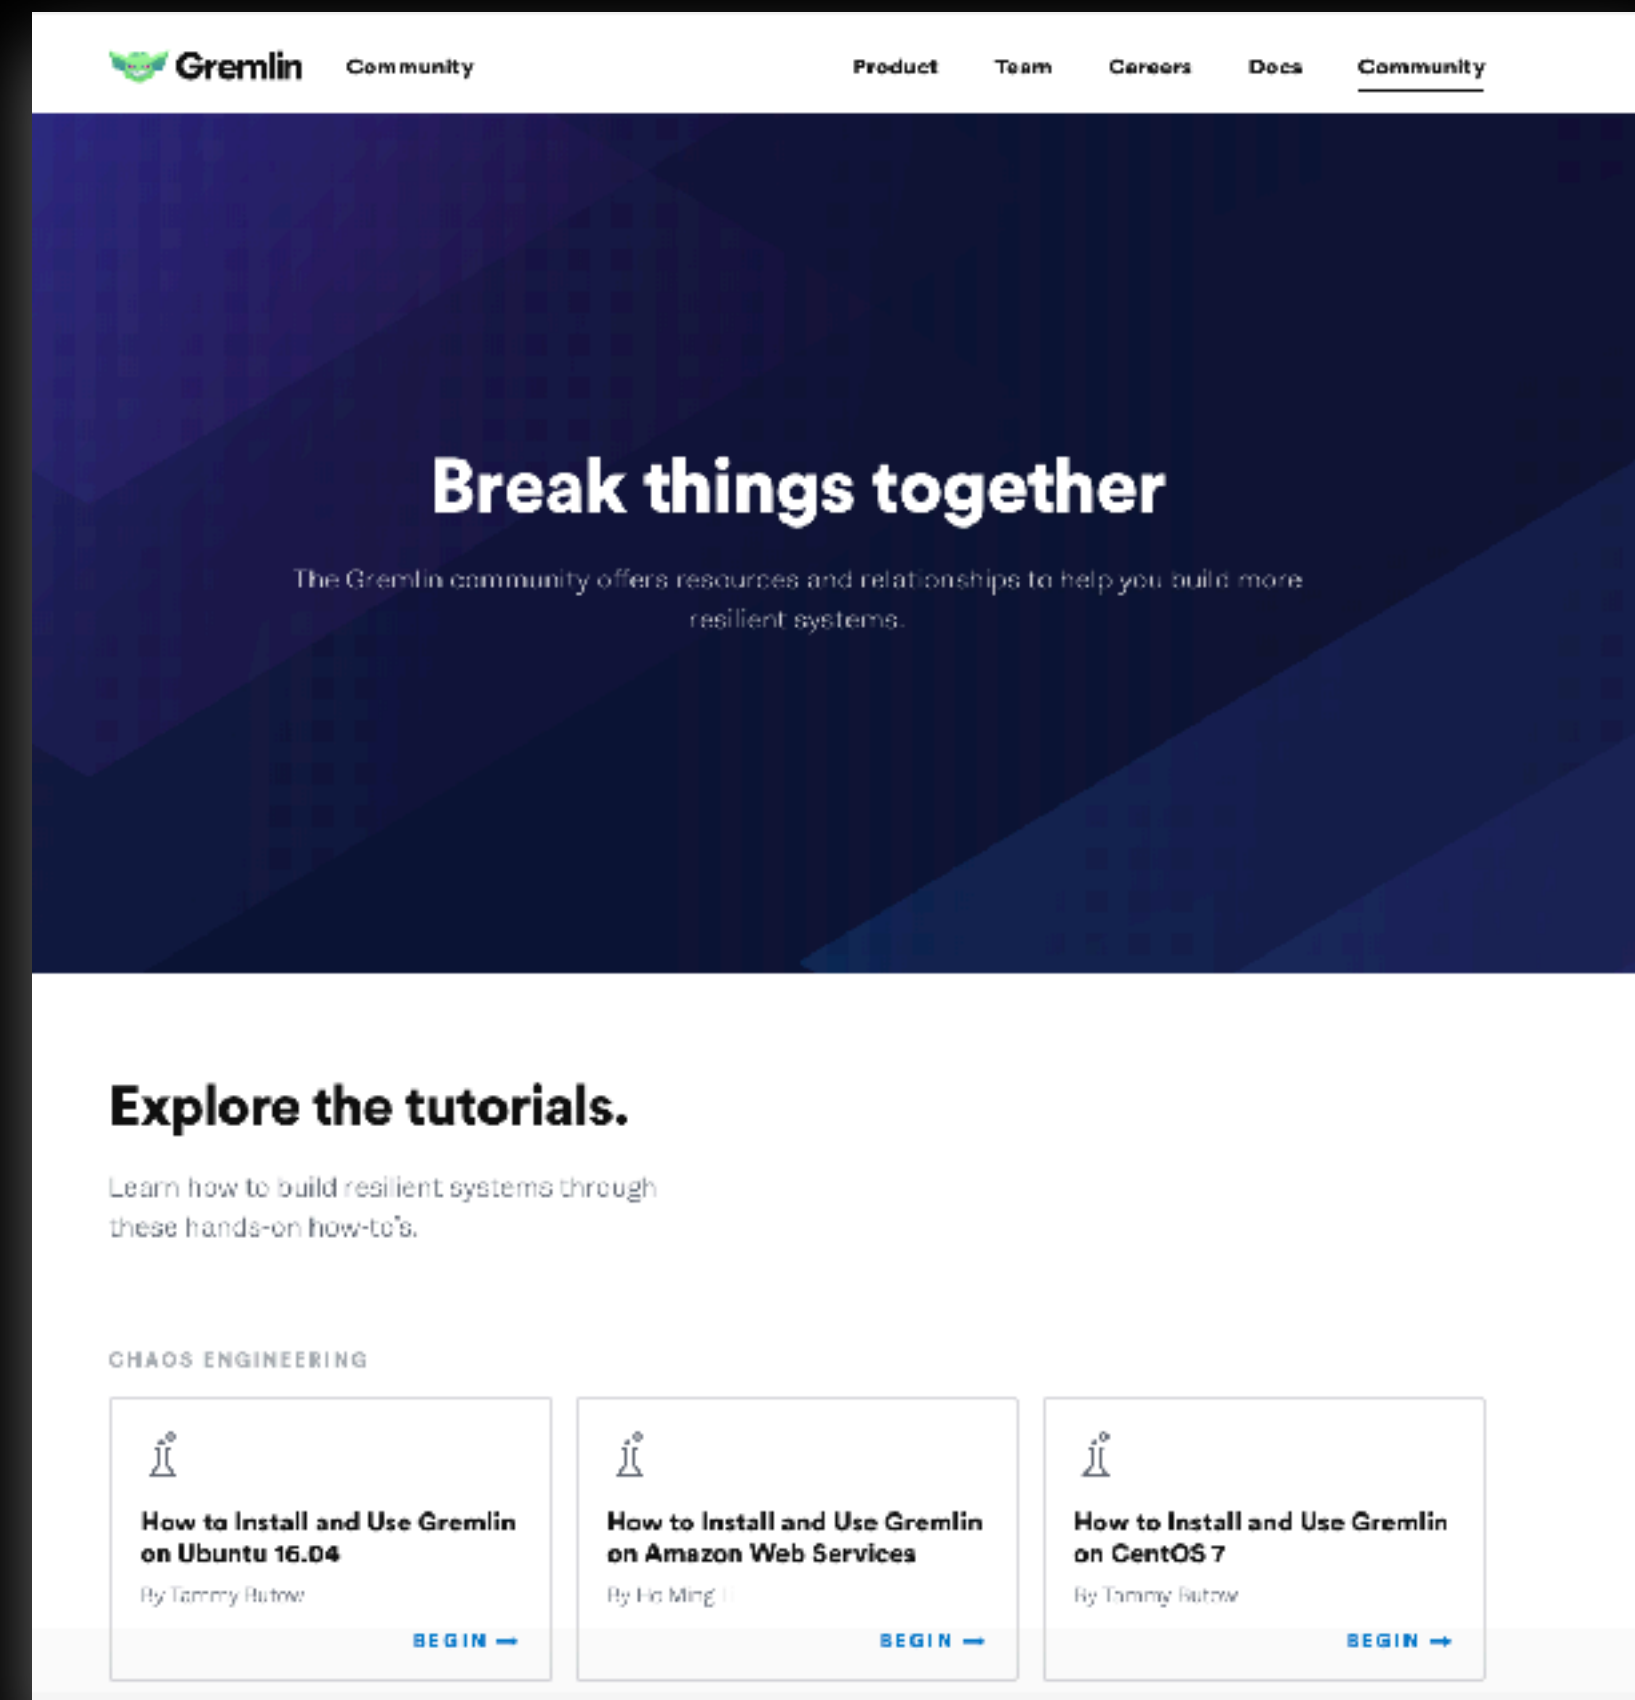 Gremlin Community Product Team Careers Docs Community
Break things together
The Gremlin community offers resources and relationships to help you build more
resilient systems.
Explore the tutorials.
Learn how to build resilient systems through
these hands-on how-to's.
CHAOS ENGINEERING
How to Install and Use Gremlin
on Ubuntu 16.04
By Tammy Butow
BEGIN →
How to Install and Use Gremlin
on Amazon Web Services
By Ho Ming Li
BEGIN →
How to Install and Use Gremlin
on CentOS 7
By Tammy Butow
BEGIN →